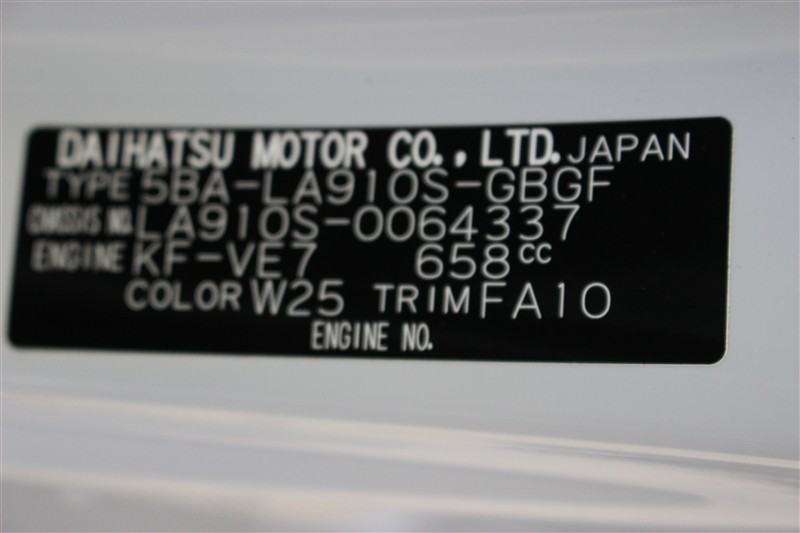 DAIHATSU MOTOR CO., LTD. JAPAN
TYPE 5BA-LA910S-GBGF
CHASSIS NO. LA910S-0064337
ENGINE KF-VE7 658cc
COLOR W25 TRIM FA10
ENGINE NO.